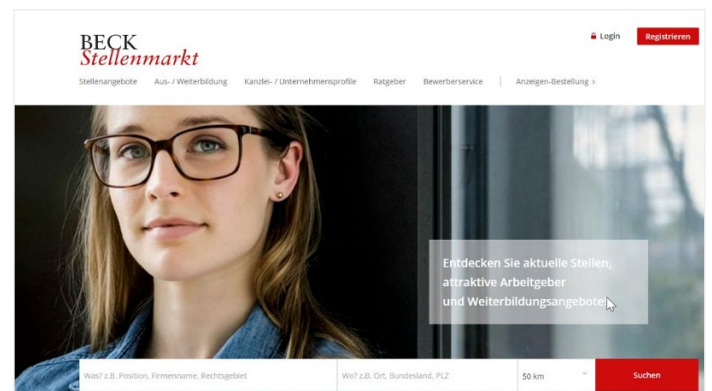 BECK
Stellenmarkt
Login
Registrieren
Stellenangebote
Aus- / Weiterbildung
Kanzlei- / Unternehmensprofile
Ratgeber
Bewerberservice
Anzeigen-Bestellung >
Entdecken Sie aktuelle Stellen,
attraktive Arbeitgeber
und Weiterbildungsangebote.
Was? z.B. Position, Firmenname, Rechtsgebiet
Wo? z.B. Ort, Bundesland, PLZ
50 km
Suchen